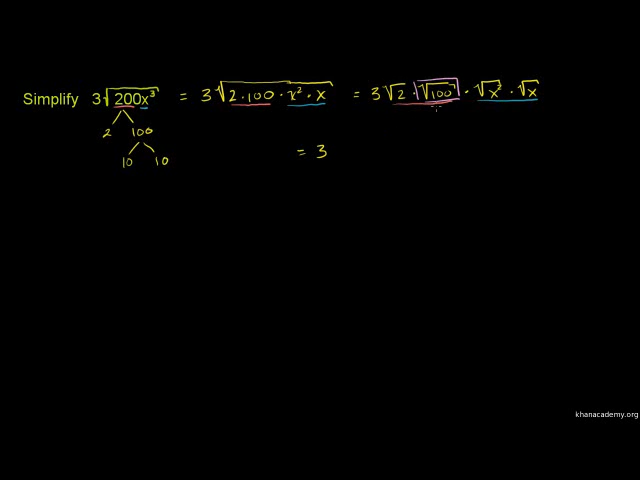 Simplify 3√200x³ = 3√2·100·x²·x = 3√2·√100·√x²·√x
2 100
= 3
10 10
khanacademy.org